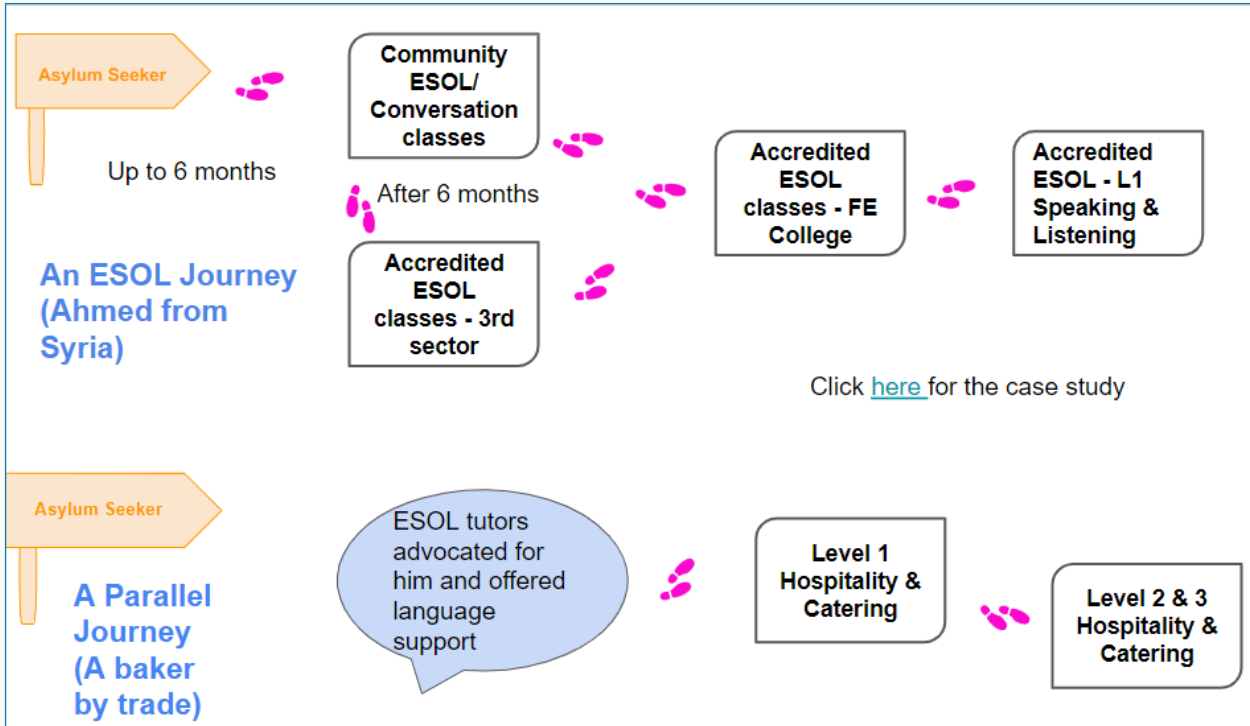 Asylum Seeker
Up to 6 months
Community
ESOL/
Conversation
classes
After 6 months
Accredited
ESOL
classes - 3rd
sector
Accredited
ESOL
classes - FE
College
Accredited
ESOL - L1
Speaking &
Listening
An ESOL Journey
(Ahmed from
Syria)
Click here for the case study
Asylum Seeker
A Parallel
Journey
(A baker
by trade)
ESOL tutors
advocated for
him and offered
language
support
Level 1
Hospitality &
Catering
Level 2 & 3
Hospitality &
Catering